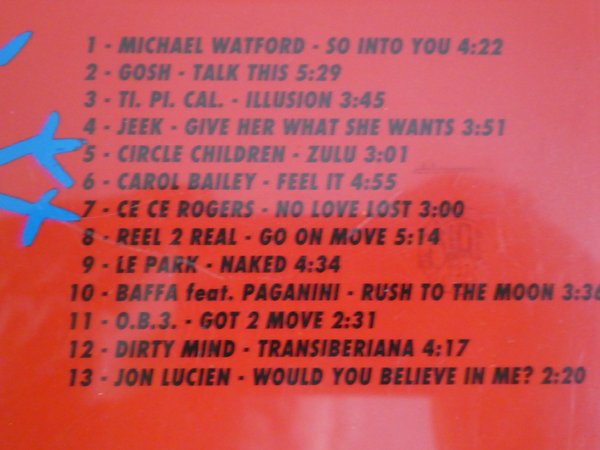 1 - MICHAEL WATFORD - SO INTO YOU 4:22
2 - GOSH - TALK THIS 5:29
3 - TI. PI. CAL. - ILLUSION 3:45
4 - JEEK - GIVE HER WHAT SHE WANTS 3:51
5 - CIRCLE CHILDREN - ZULU 3:01
6 - CAROL BAILEY - FEEL IT 4:55
7 - CE CE ROGERS - NO LOVE LOST 3:00
8 - REEL 2 REAL - GO ON MOVE 5:14
9 - LE PARK - NAKED 4:34
10 - BAFFA feat. PAGANINI - RUSH TO THE MOON 3:36
11 - O.B.3. - GOT 2 MOVE 2:31
12 - DIRTY MIND - TRANSIBERIANA 4:17
13 - JON LUCIEN - WOULD YOU BELIEVE IN ME? 2:20